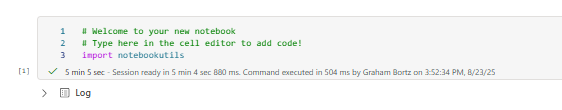 1 # Welcome to your new notebook
2 # Type here in the cell editor to add code!
3 import notebookutils
[1] ✓ 5 min 5 sec - Session ready in 5 min 4 sec 880 ms. Command executed in 504 ms by Graham Bortz on 3:52:34 PM, 8/23/25
> Log